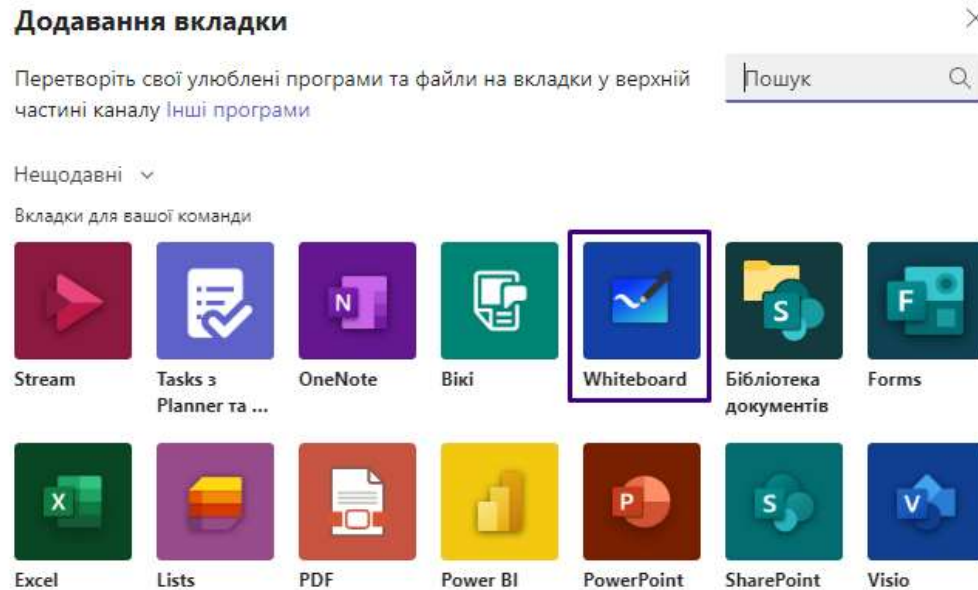 Додавання вкладки
Перетворіть свої улюблені програми та файли на вкладки у верхній
частині каналу Інші програми
Пошук
Нещодавні
Вкладки для вашої команди
Stream
Tasks з
Planner та ...
OneNote
Вікі
Whiteboard
Бібліотека
документів
Forms
Excel
Lists
PDF
Power BI
PowerPoint
SharePoint
Visio